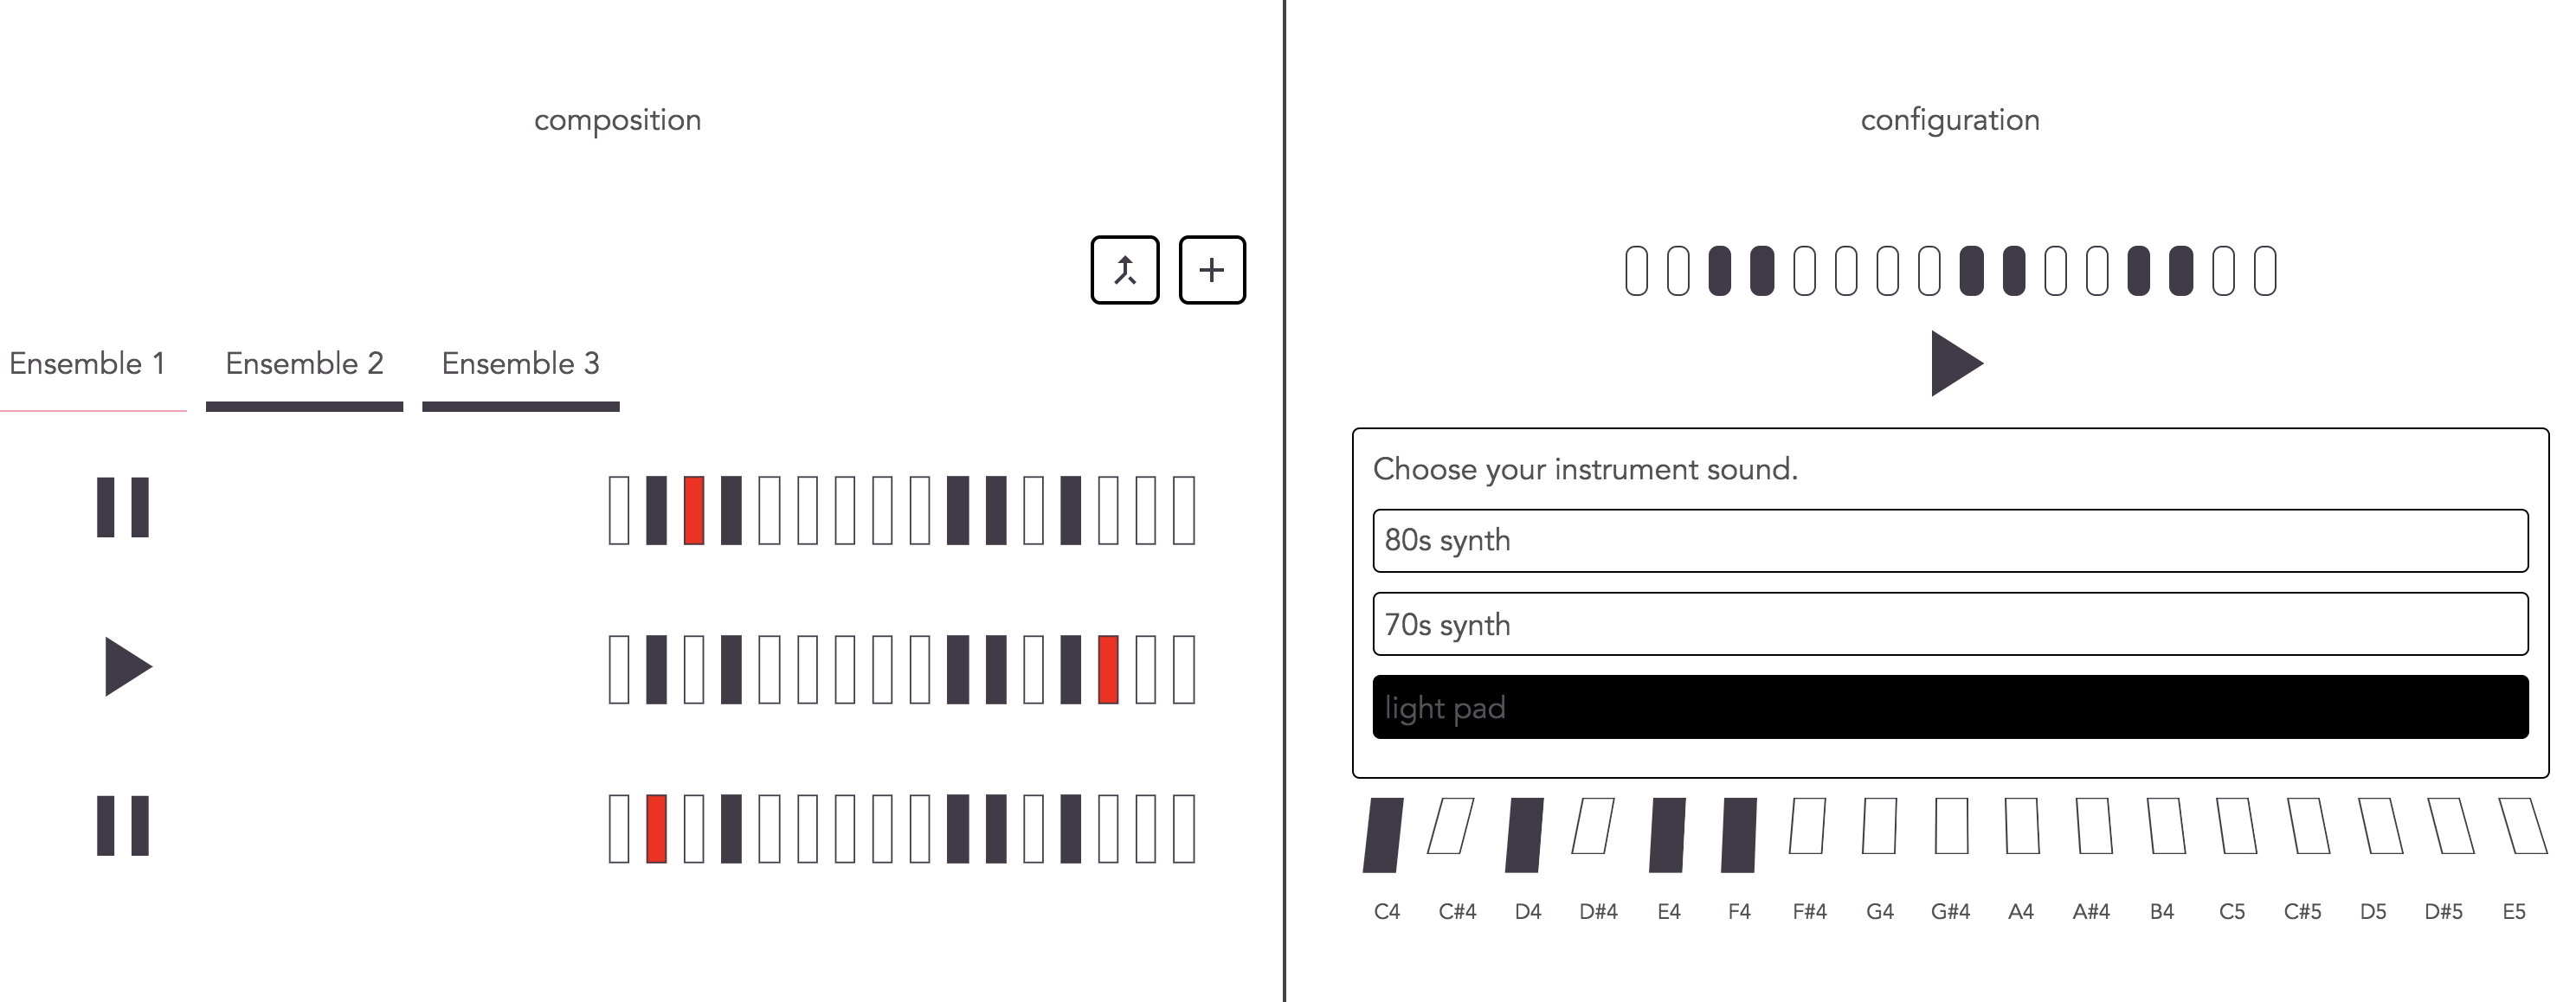 composition
configuration
Ensemble 1
Ensemble 2
Ensemble 3
Choose your instrument sound.
80s synth
70s synth
light pad
C4 C#4 D4 D#4 E4 F4 F#4 G4 G#4 A4 A#4 B4 C5 C#5 D5 D#5 E5